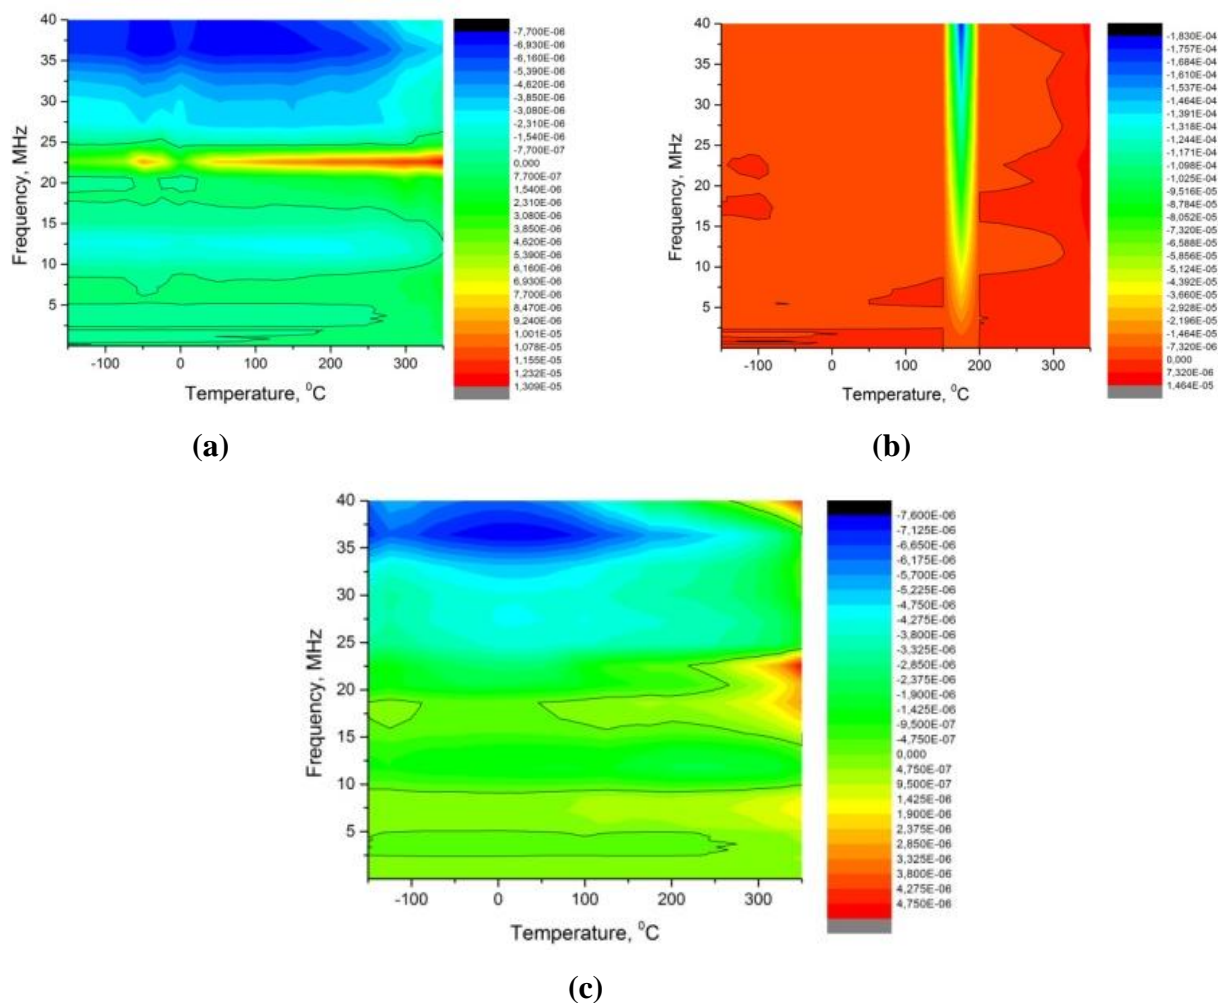 40
35
30
25
20
15
10
5
Frequency, MHz
-100 0 100 200 300
Temperature, ⁰C
-7,700E-06
-6,930E-06
-6,160E-06
-5,390E-06
-4,620E-06
-3,850E-06
-3,080E-06
-2,310E-06
-1,540E-06
-7,700E-07
0,000
7,700E-07
1,540E-06
2,310E-06
3,080E-06
3,850E-06
4,620E-06
5,390E-06
6,160E-06
6,930E-06
7,700E-06
8,470E-06
9,240E-06
1,001E-05
1,078E-05
1,155E-05
1,232E-05
1,309E-05
(a)
40
35
30
25
20
15
10
5
Frequency, MHz
-100 0 100 200 300
Temperature, ⁰C
-1,830E-04
-1,757E-04
-1,684E-04
-1,610E-04
-1,537E-04
-1,464E-04
-1,391E-04
-1,318E-04
-1,244E-04
-1,171E-04
-1,098E-04
-1,025E-04
-9,516E-05
-8,784E-05
-8,052E-05
-7,320E-05
-6,588E-05
-5,856E-05
-5,124E-05
-4,392E-05
-3,660E-05
-2,928E-05
-2,196E-05
-1,464E-05
-7,320E-06
0,000
7,320E-06
1,464E-05
(b)
40
35
30
25
20
15
10
5
Frequency, MHz
-100 0 100 200 300
Temperature, ⁰C
-7,600E-06
-7,125E-06
-6,650E-06
-6,175E-06
-5,700E-06
-5,225E-06
-4,750E-06
-4,275E-06
-3,800E-06
-3,325E-06
-2,850E-06
-2,375E-06
-1,900E-06
-1,425E-06
-9,500E-07
-4,750E-07
0,000
4,750E-07
9,500E-07
1,425E-06
1,900E-06
2,375E-06
2,850E-06
3,325E-06
3,800E-06
4,275E-06
4,750E-06
(c)